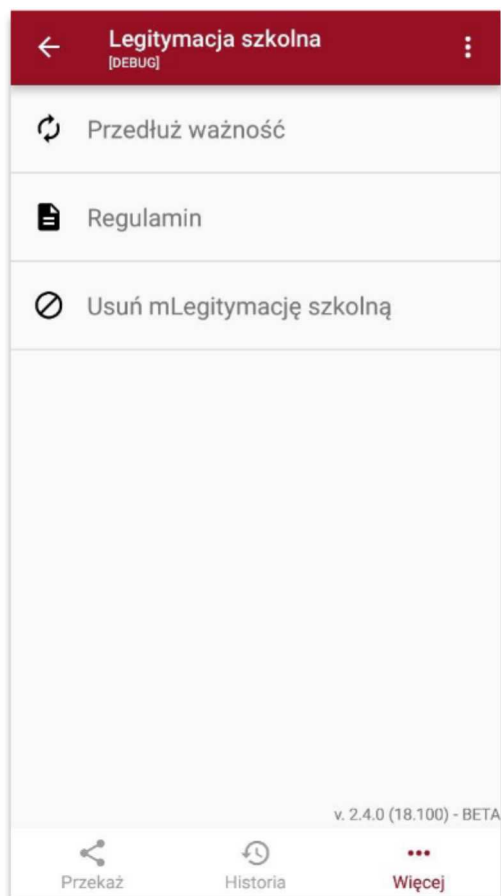 Legitymacja szkolna
[DEBUG]
Przedłuż ważność
Regulamin
Usuń mLegitymację szkolną
v. 2.4.0 (18.100) - BETA
Przekaż
Historia
Więcej